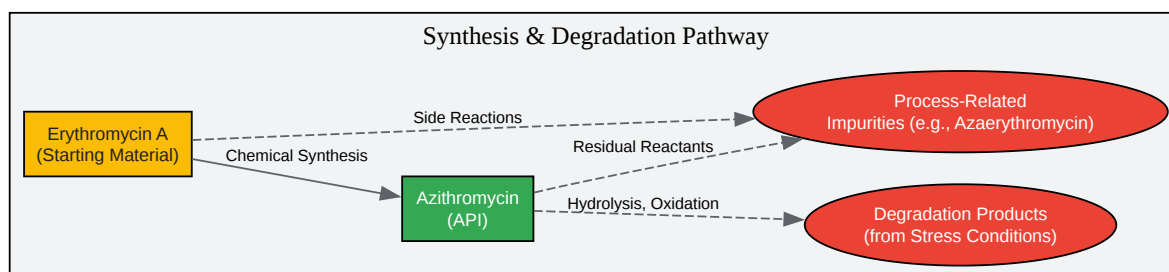 Synthesis & Degradation Pathway
Erythromycin A
(Starting Material)
Side Reactions
Chemical Synthesis
Process-Related
Impurities (e.g., Azaerythromycin)
Residual Reactants
Azithromycin
(API)
Hydrolysis, Oxidation
Degradation Products
(from Stress Conditions)